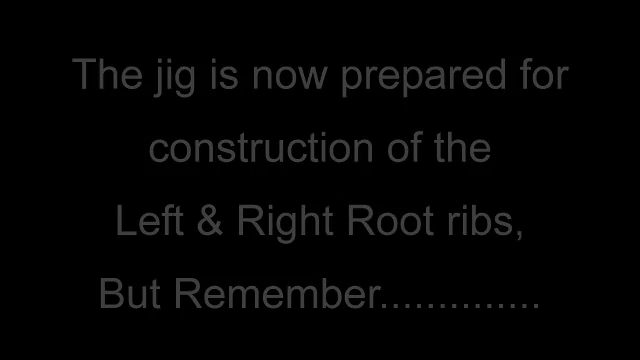 The jig is now prepared for
construction of the
Left & Right Root ribs,
But Remember..............